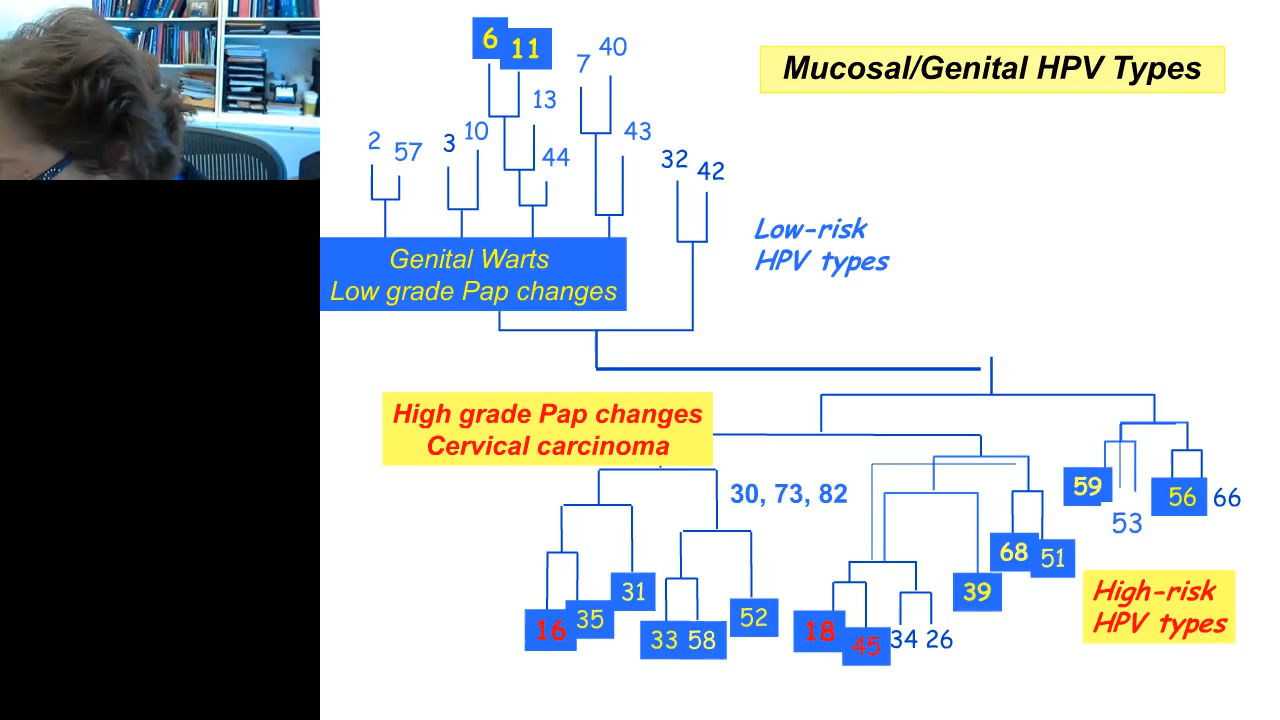 Mucosal/Genital HPV Types
6 11 7 40
13
2 57 3 10 44 43 32 42
Genital Warts
Low grade Pap changes
Low-risk
HPV types
High grade Pap changes
Cervical carcinoma
30, 73, 82
59 53 56 66
68 51
16 35 31 33 58 52 18 45 34 26 39
High-risk
HPV types